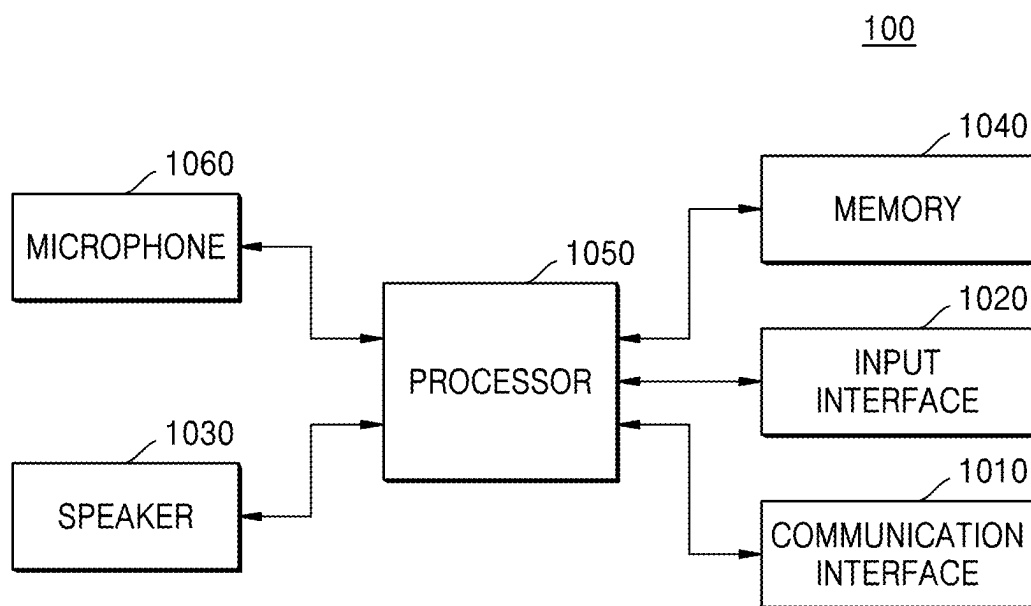 100
1060
MICROPHONE
1030
SPEAKER
1050
PROCESSOR
1040
MEMORY
1020
INPUT
INTERFACE
1010
COMMUNICATION
INTERFACE